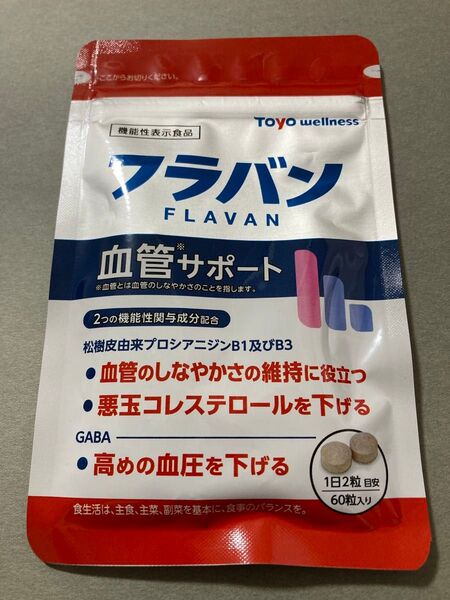 ここからお切りください。
機能性表示食品
Toyo wellness
フラバン
FLAVAN
血管※サポート
※血管とは血管のしなやかさのことを指します。
2つの機能性関与成分配合
松樹皮由来プロシアニジンB1及びB3
・血管のしなやかさの維持に役立つ
・悪玉コレステロールを下げる
GABA
・高めの血圧を下げる
1日2粒目安
60粒入り
食生活は、主食、主菜、副菜を基本に、食事のバランスを。